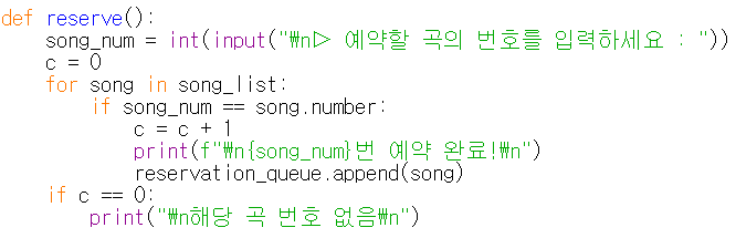 def reserve():
    song_num = int(input("₩n▷ 예약할 곡의 번호를 입력하세요 : "))
    c = 0
    for song in song_list:
        if song_num == song.number:
            c = c + 1
            print(f"₩n{song_num}번 예약 완료!₩n")
            reservation_queue.append(song)
    if c == 0:
        print("₩n해당 곡 번호 없음₩n")